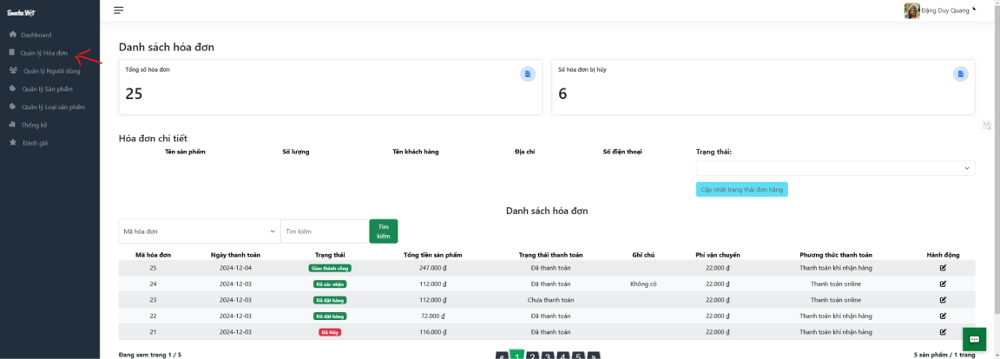 Smacka Việt
Đặng Duy Quang
Dashboard
Quản lý Hóa đơn
Quản lý Người dùng
Quản lý Sản phẩm
Quản lý Loại sản phẩm
Thống kê
Đánh giá
Danh sách hóa đơn
Tổng số hóa đơn
25
Số hóa đơn bị hủy
6
Hóa đơn chi tiết
Tên sản phẩm Số lượng Tên khách hàng Địa chỉ Số điện thoại Trạng thái:
Cập nhật trạng thái đơn hàng
Danh sách hóa đơn
Mã hóa đơn Tìm kiếm Tìm
kiếm
Mã hóa đơn Ngày thanh toán Trạng thái Tổng tiền sản phẩm Trạng thái thanh toán Ghi chú Phí vận chuyển Phương thức thanh toán Hành động
25 2024-12-04 Giao thành công 247.000 ₫ Đã thanh toán 22.000 ₫ Thanh toán khi nhận hàng
24 2024-12-03 Đã xác nhận 112.000 ₫ Đã thanh toán Không có 22.000 ₫ Thanh toán online
23 2024-12-03 Đã đặt hàng 112.000 ₫ Chưa thanh toán 22.000 ₫ Thanh toán online
22 2024-12-03 Đã đặt hàng 72.000 ₫ Đã thanh toán 22.000 ₫ Thanh toán khi nhận hàng
21 2024-12-03 Đã Hủy 116.000 ₫ Đã thanh toán 22.000 ₫ Thanh toán khi nhận hàng
Đang xem trang 1 / 5 « 1 2 3 4 5 » 5 sản phẩm / 1 trang